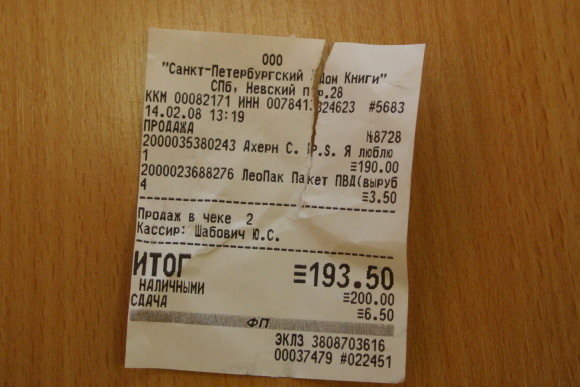 ООО
"Санкт-Петербургский Дом Книги"
СПб, Невский пр.28
ККМ 00082171 ИНН 007841324623 #5683
14.02.08 13:19
ПРОДАЖА №8728
2000035380243 Ахерн С. P.S. Я люблю
1 ≡190.00
2000023688276 ЛеоПак Пакет ПВД(выруб
4 ≡3.50
Продаж в чеке 2
Кассир: Шабович Ю.С.
ИТОГ ≡193.50
НАЛИЧНЫМИ ≡200.00
СДАЧА ≡6.50
ФП
ЭКЛЗ 3808703616
00037479 #022451